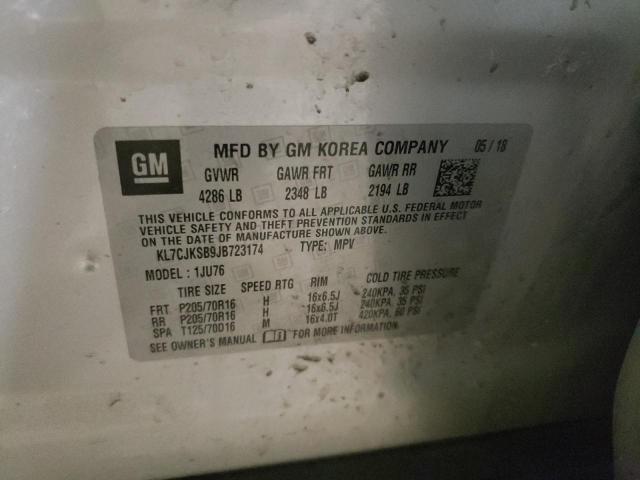 GM
MFD BY GM KOREA COMPANY 05/18
GVWR GAWR FRT GAWR RR
4286 LB 2348 LB 2194 LB
THIS VEHICLE CONFORMS TO ALL APPLICABLE U.S. FEDERAL MOTOR
VEHICLE SAFETY AND THEFT PREVENTION STANDARDS IN EFFECT
ON THE DATE OF MANUFACTURE SHOWN ABOVE.
KL7CJKSB9JB723174 TYPE: MPV
MODEL: 1JU76
TIRE SIZE SPEED RTG RIM COLD TIRE PRESSURE
FRT P205/70R16 H 16x6.5J 240KPA, 35 PSI
RR P205/70R16 H 16x6.5J 240KPA, 35 PSI
SPA T125/70D16 M 16x4.0T 420KPA, 60 PSI
SEE OWNER'S MANUAL FOR MORE INFORMATION.